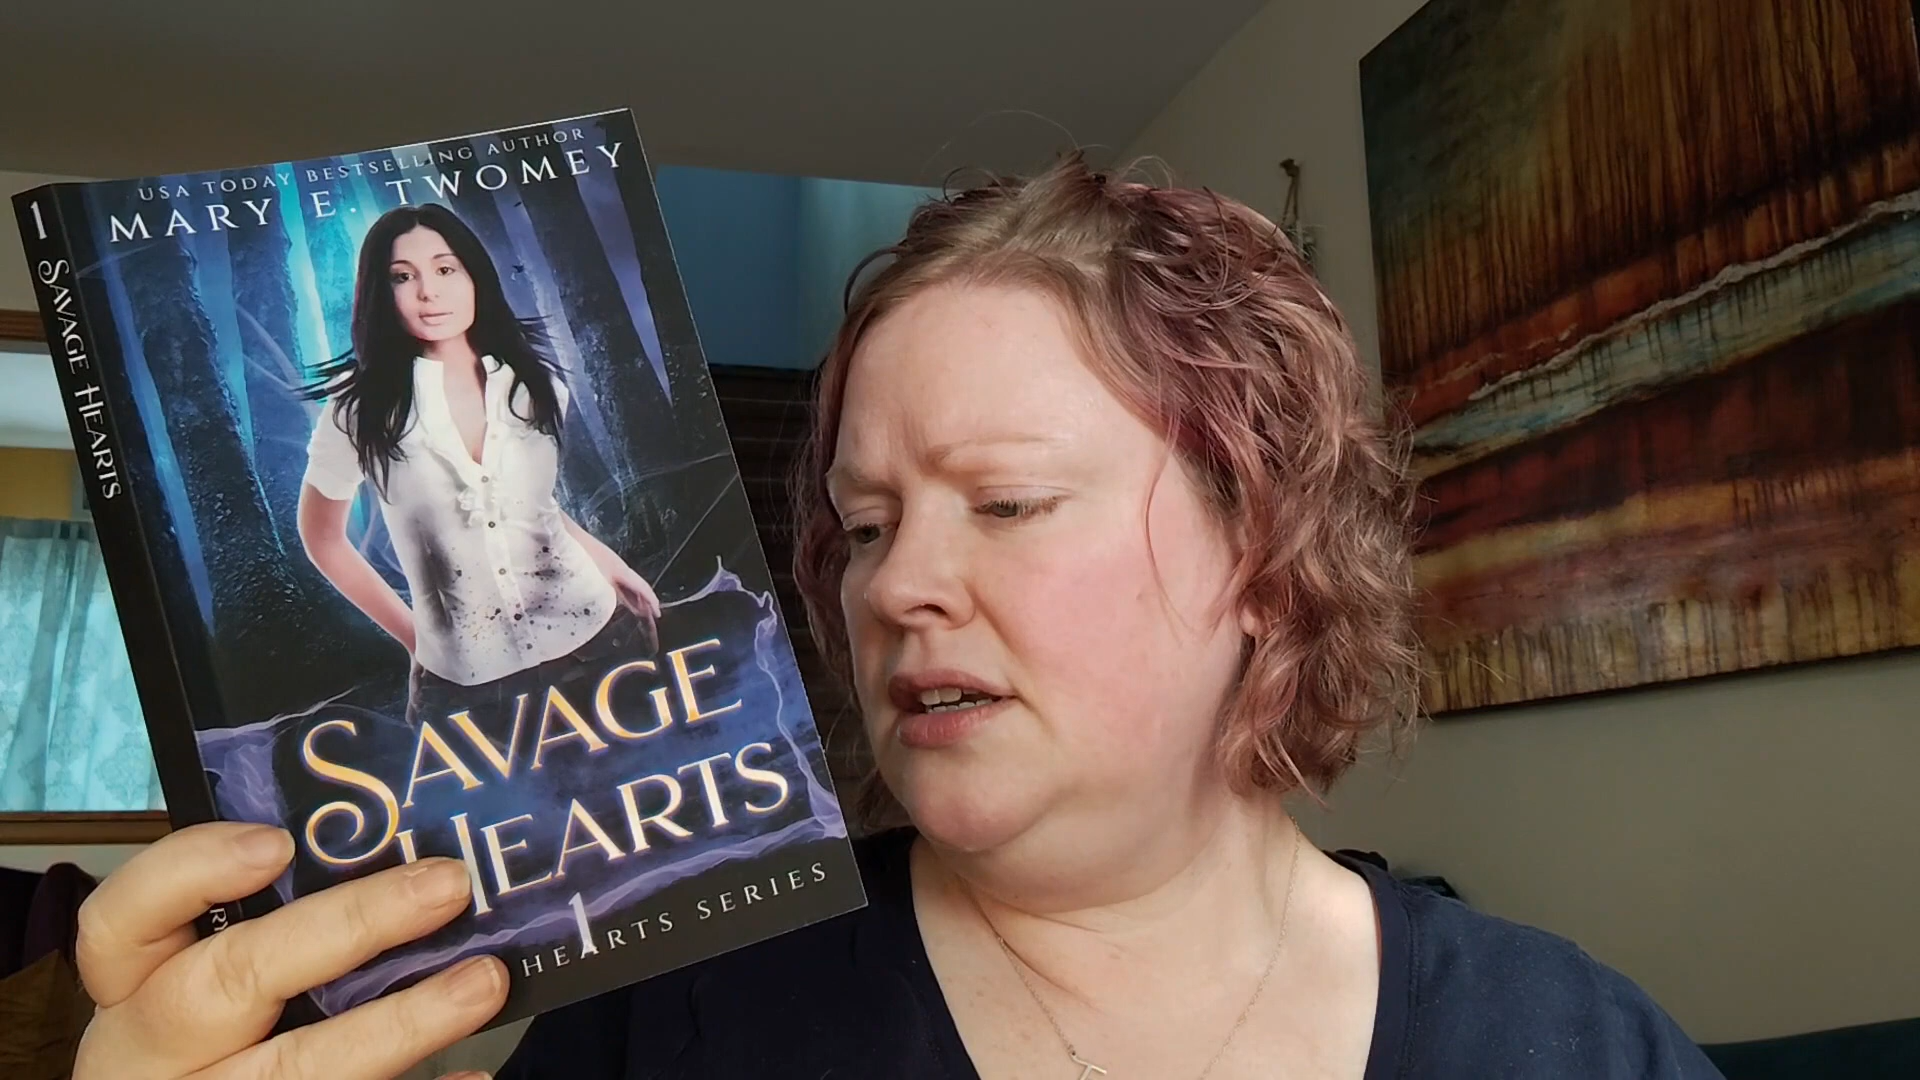 USA TODAY BESTSELLING AUTHOR
MARY E. TWOMEY
1
SAVAGE HEARTS
SAVAGE
HEARTS
1
HEARTS SERIES